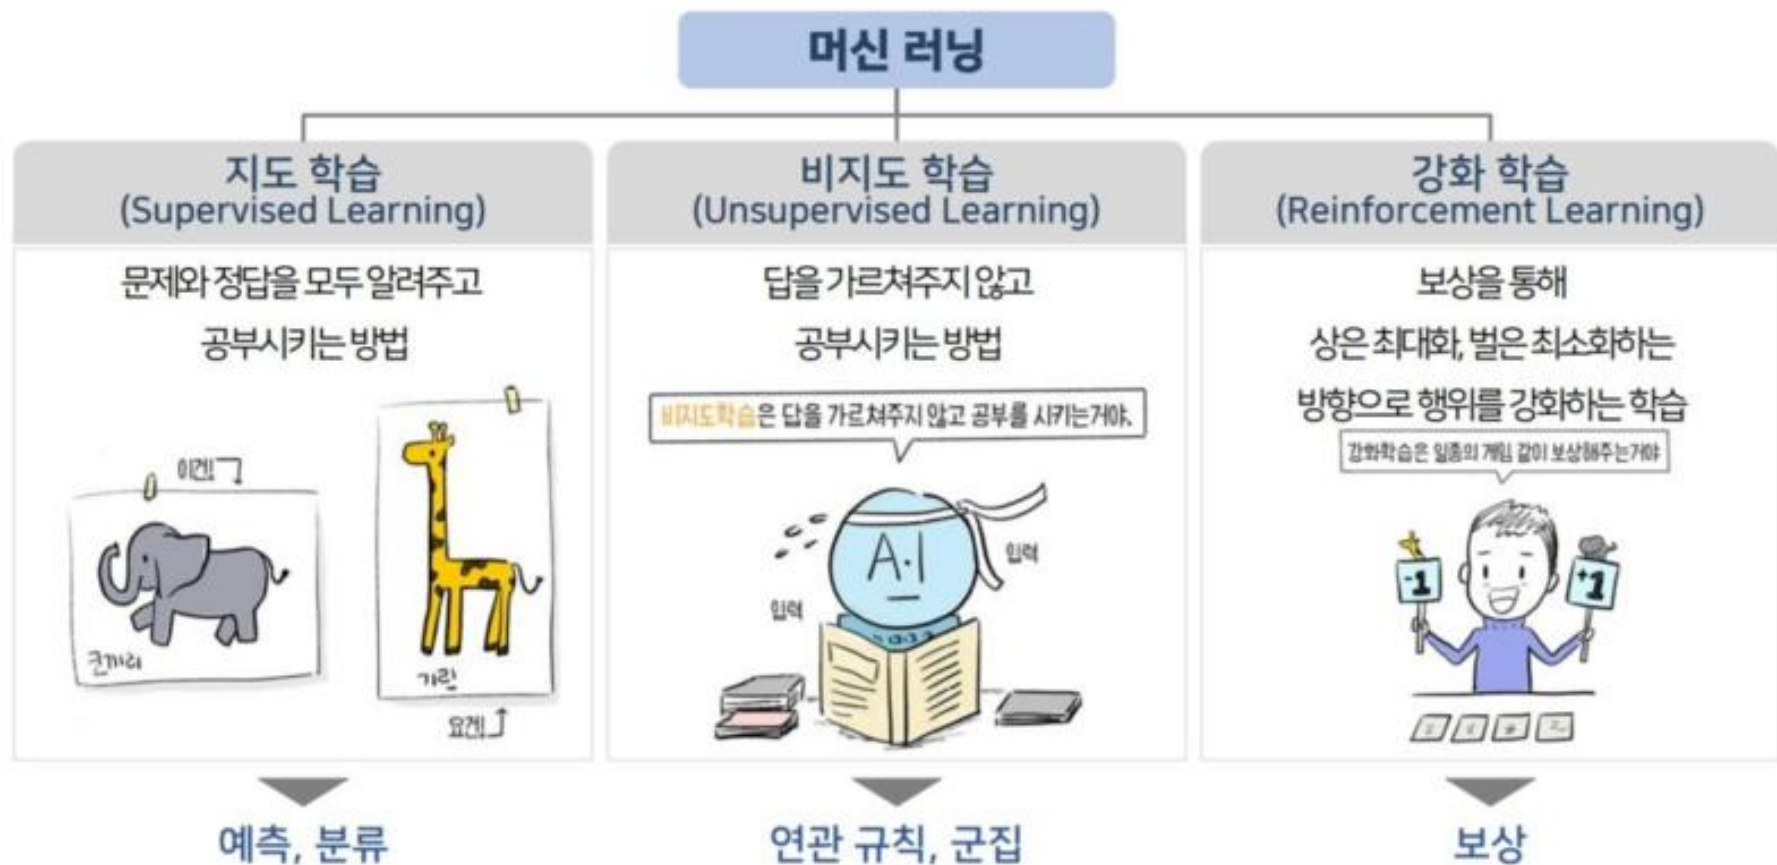 머신 러닝
지도 학습
(Supervised Learning)
문제와 정답을 모두 알려주고
공부시키는 방법
이건!
코끼리
기린
요건!
예측, 분류
비지도 학습
(Unsupervised Learning)
답을 가르쳐주지 않고
공부시키는 방법
비지도학습은 답을 가르쳐주지 않고 공부를 시키는거야.
A.I
입력
입력
연관 규칙, 군집
강화 학습
(Reinforcement Learning)
보상을 통해
상은 최대화, 벌은 최소화하는
방향으로 행위를 강화하는 학습
강화학습은 일종의 게임 같이 보상해주는거야
-1
+1
보상